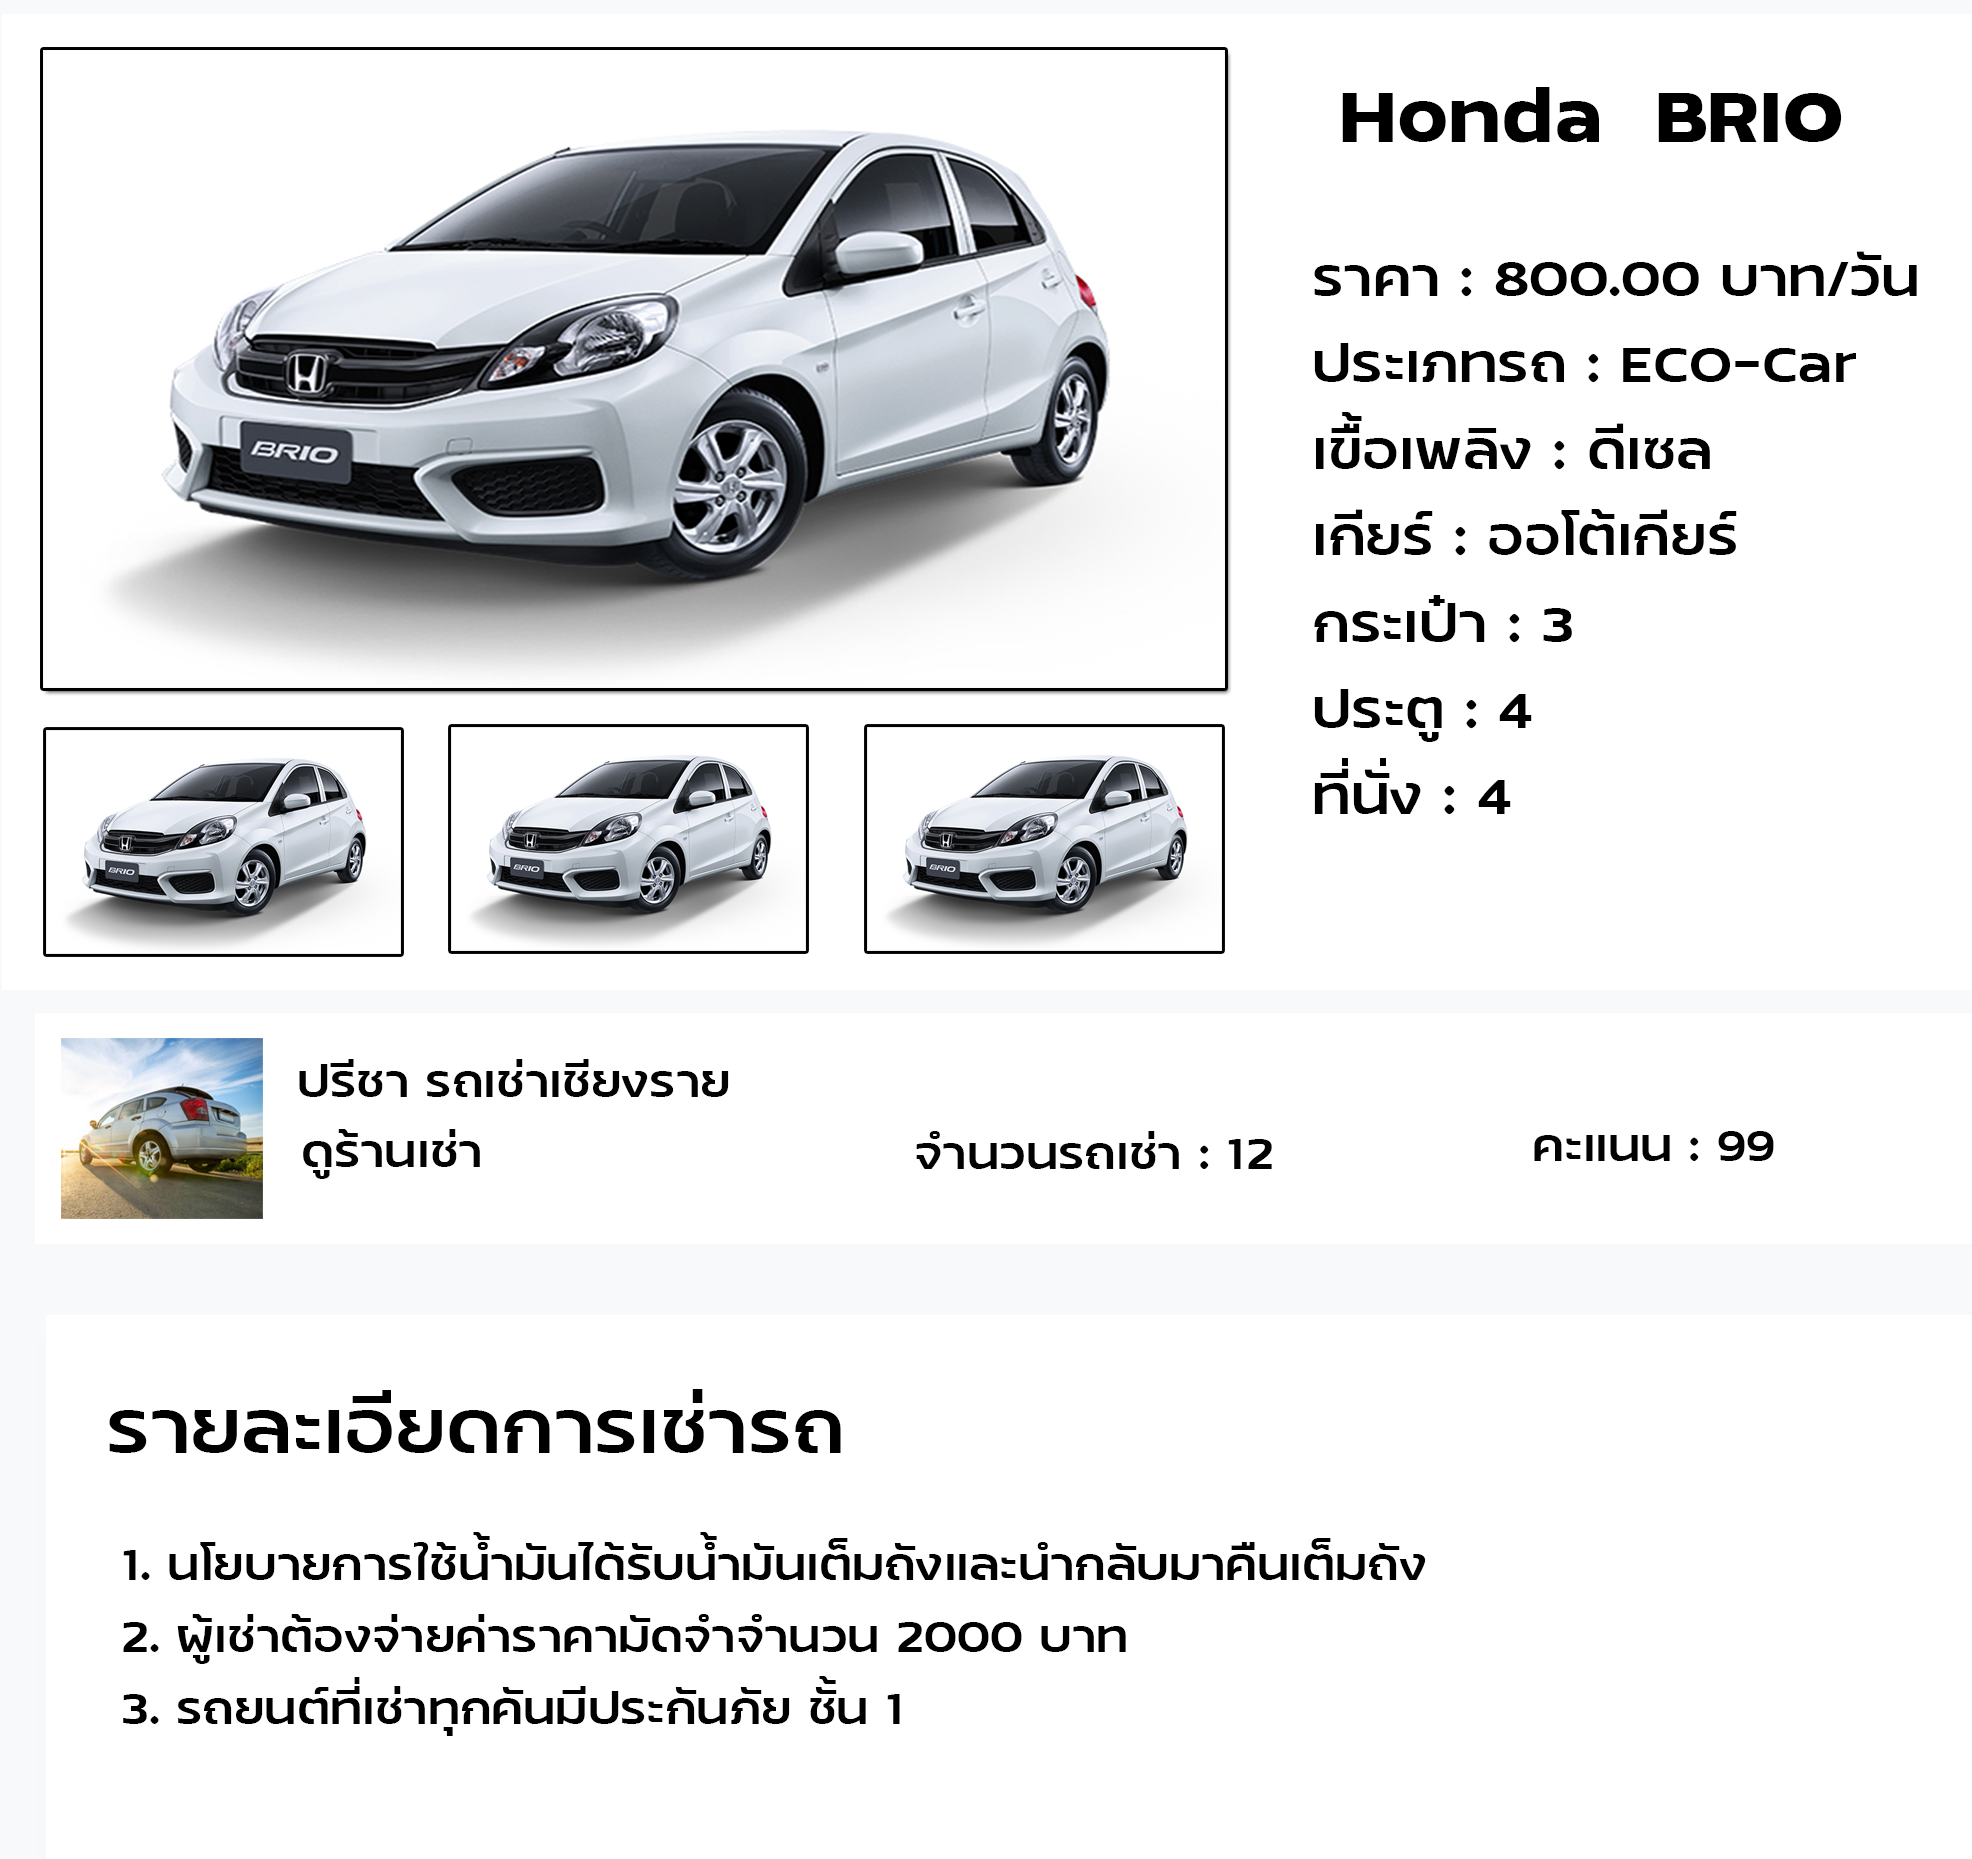 Honda BRIO
ราคา : 800.00 บาท/วัน
ประเภทรถ : ECO-Car
เขื้อเพลิง : ดีเซล
เกียร์ : ออโต้เกียร์
กระเป๋า : 3
ประตู : 4
ที่นั่ง : 4
BRIO
BRIO
BRIO
BRIO
ปรีชา รถเช่าเชียงราย
ดูร้านเช่า
จำนวนรถเช่า : 12
คะแนน : 99
รายละเอียดการเช่ารถ
1. นโยบายการใช้น้ำมันได้รับน้ำมันเต็มถังและนำกลับมาคืนเต็มถัง
2. ผู้เช่าต้องจ่ายค่าราคามัดจำจำนวน 2000 บาท
3. รถยนต์ที่เช่าทุกคันมีประกันภัย ชั้น 1